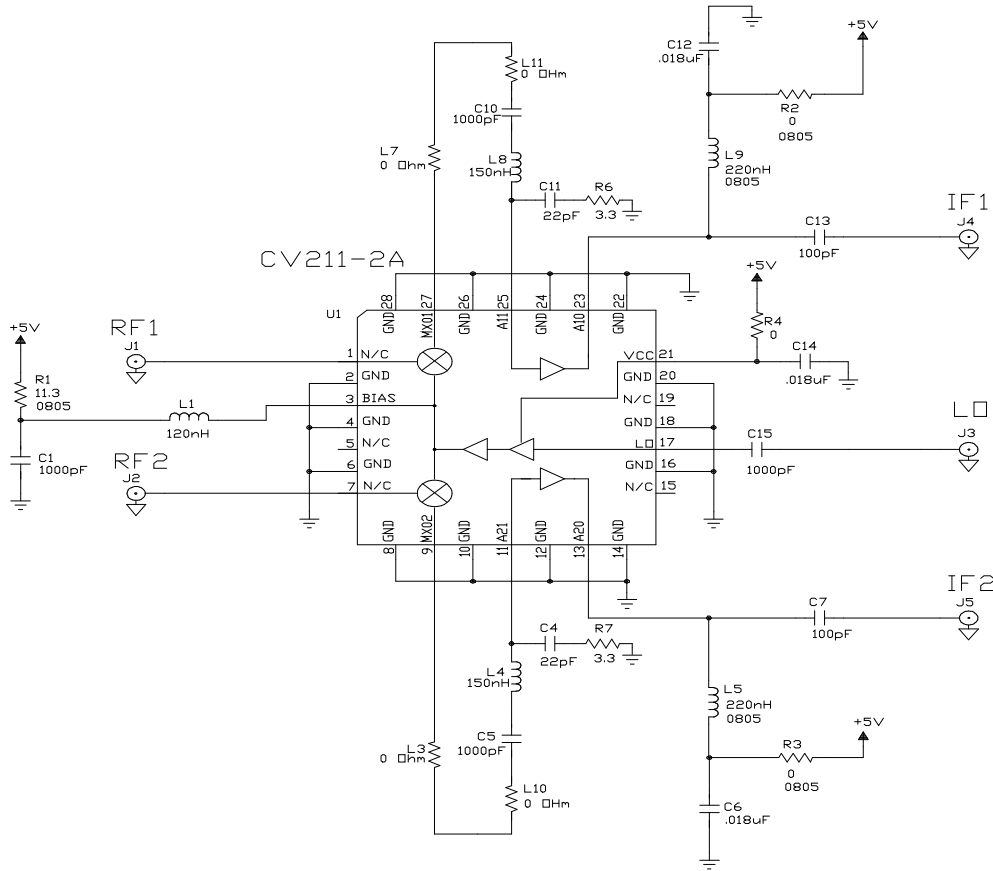 C12
.018uF
+5V
L11
0 OHm
R2
0
0805
C10
1000pF
L7
0 Ohm
L8
150nH
L9
220nH
0805
C11
22pF
R6
3.3
IF1
J4
C13
100pF
CV211-2A
+5V
U1
GND 28
MXO1 27
GND 26
A1I 25
GND 24
A1O 23
GND 22
R4
0
+5V
RF1
J1
1 N/C
2 GND
3 BIAS
4 GND
5 N/C
6 GND
7 N/C
VCC 21
GND 20
N/C 19
GND 18
LO 17
GND 16
N/C 15
C14
.018uF
R1
11.3
0805
L1
120nH
LO
J3
C15
1000pF
C1
1000pF
RF2
J2
8 GND
9 MXO2
10 GND
11 A2I
12 GND
13 A2O
14 GND
IF2
J5
C7
100pF
C4
22pF
R7
3.3
L4
150nH
L5
220nH
0805
+5V
C5
1000pF
L3
0 Ohm
R3
0
0805
L10
0 OHm
C6
.018uF